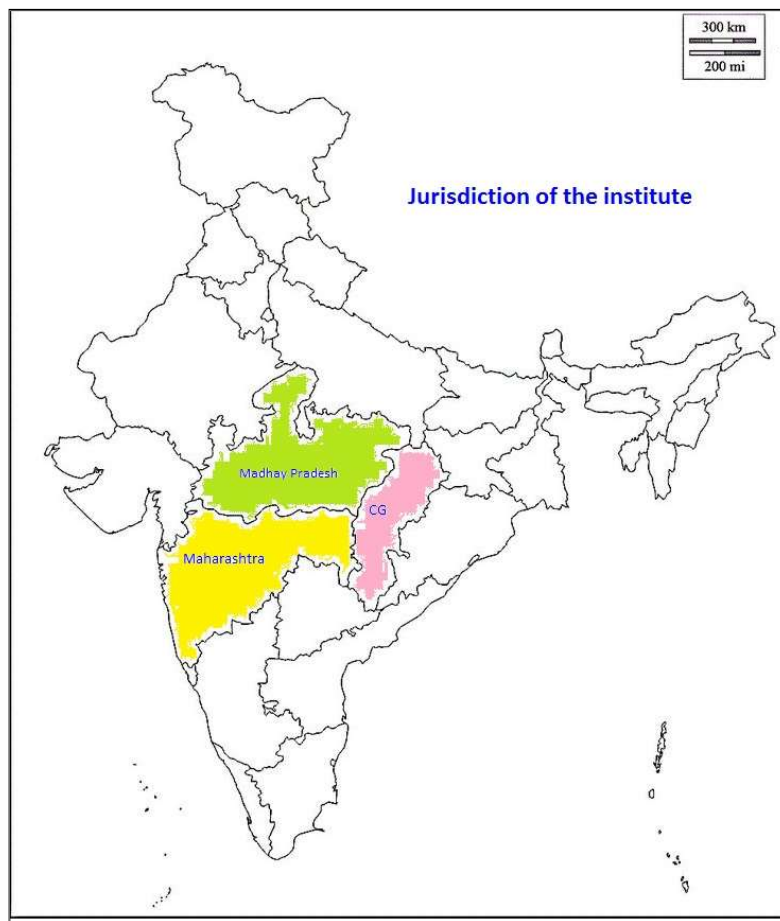 300 km
200 mi
Jurisdiction of the institute
Madhay Pradesh
CG
Maharashtra